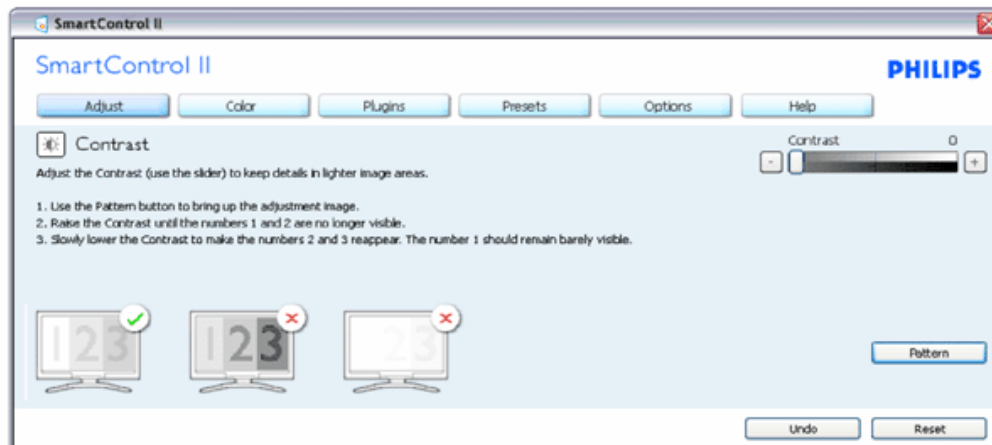 SmartControl II
SmartControl II
PHILIPS
Adjust Color Plugins Presets Options Help
Contrast
Contrast 0
- +
Adjust the Contrast (use the slider) to keep details in lighter image areas.
1. Use the Pattern button to bring up the adjustment image.
2. Raise the Contrast until the numbers 1 and 2 are no longer visible.
3. Slowly lower the Contrast to make the numbers 2 and 3 reappear. The number 1 should remain barely visible.
123 123 23
Pattern
Undo Reset